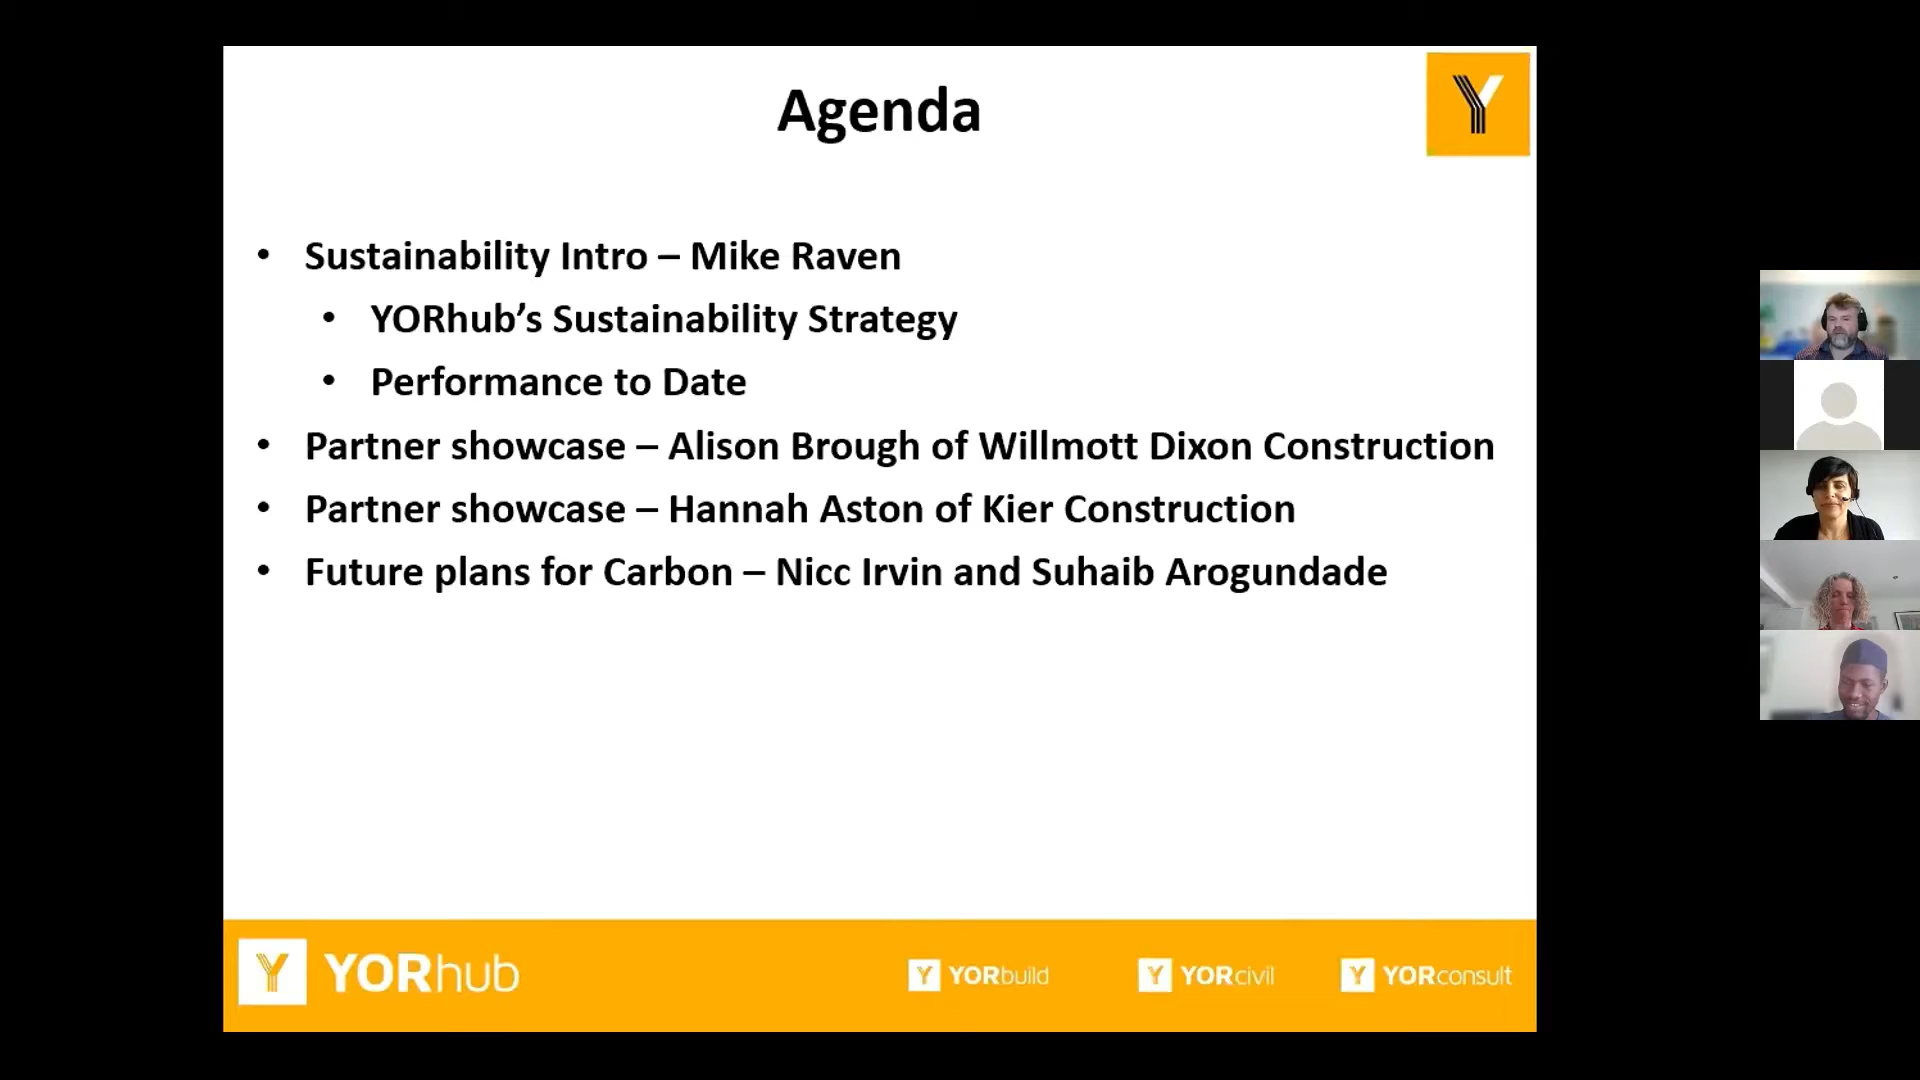 Agenda
• Sustainability Intro – Mike Raven
• YORhub’s Sustainability Strategy
• Performance to Date
• Partner showcase – Alison Brough of Willmott Dixon Construction
• Partner showcase – Hannah Aston of Kier Construction
• Future plans for Carbon – Nicc Irvin and Suhaib Arogundade
Y YORhub Y YORbuild Y YORcivil Y YORconsult